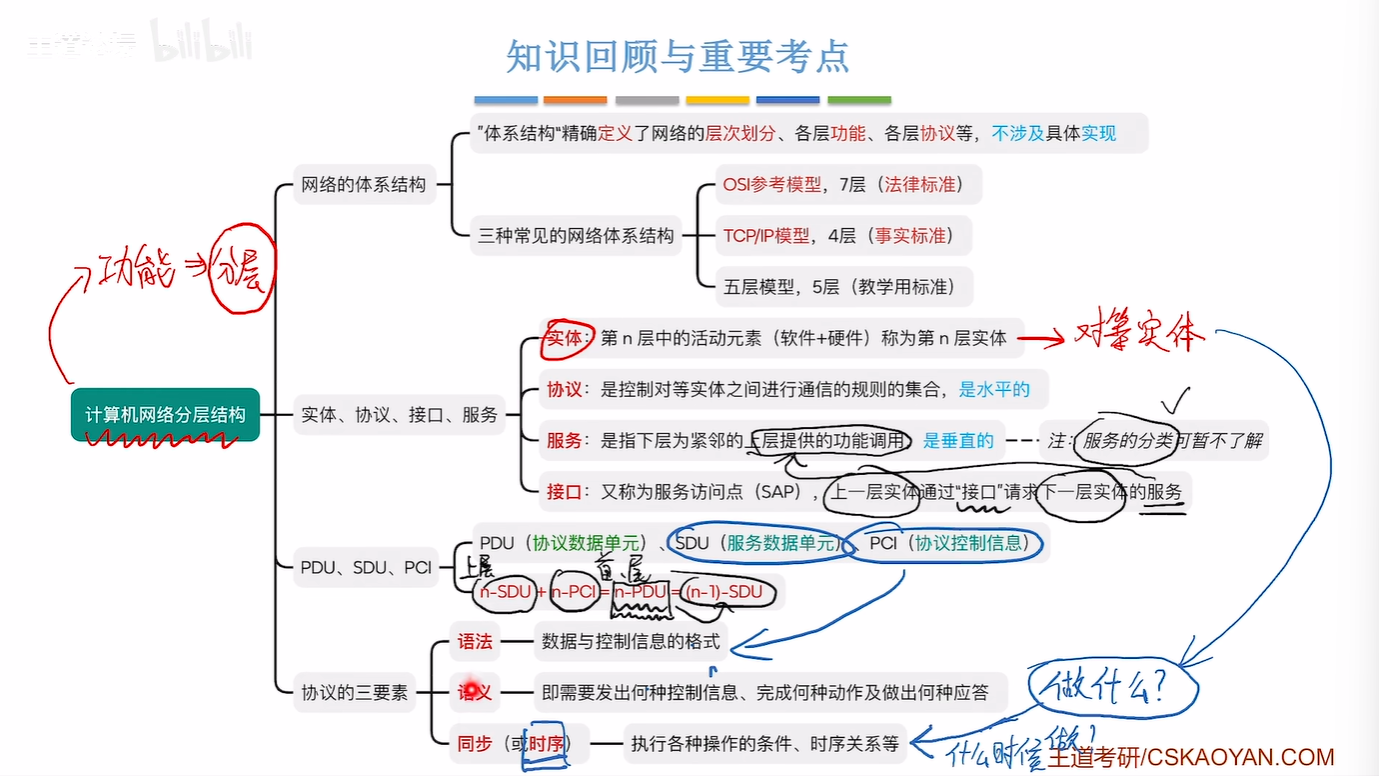 bilibili
知识回顾与重要考点
"体系结构“精确定义了网络的层次划分、各层功能、各层协议等，不涉及具体实现
网络的体系结构
OSI参考模型，7层（法律标准）
三种常见的网络体系结构
TCP/IP模型，4层（事实标准）
五层模型，5层（教学用标准）
功能⇒分层
实体：第 n 层中的活动元素（软件+硬件）称为第 n 层实体
对等实体
协议：是控制对等实体之间进行通信的规则的集合，是水平的
计算机网络分层结构
实体、协议、接口、服务
服务：是指下层为紧邻的上层提供的功能调用，是垂直的
注：服务的分类可暂不了解
接口：又称为服务访问点（SAP），上一层实体通过“接口”请求下一层实体的服务
PDU（协议数据单元）、SDU（服务数据单元）、PCI（协议控制信息）
PDU、SDU、PCI
上层
n-SDU + n-PCI = n-PDU = (n-1)-SDU
语法
数据与控制信息的格式
协议的三要素
语义
即需要发出何种控制信息、完成何种动作及做出何种应答
做什么?
同步（或时序）
执行各种操作的条件、时序关系等
什么时候做?
王道考研/CSKAOYAN.COM